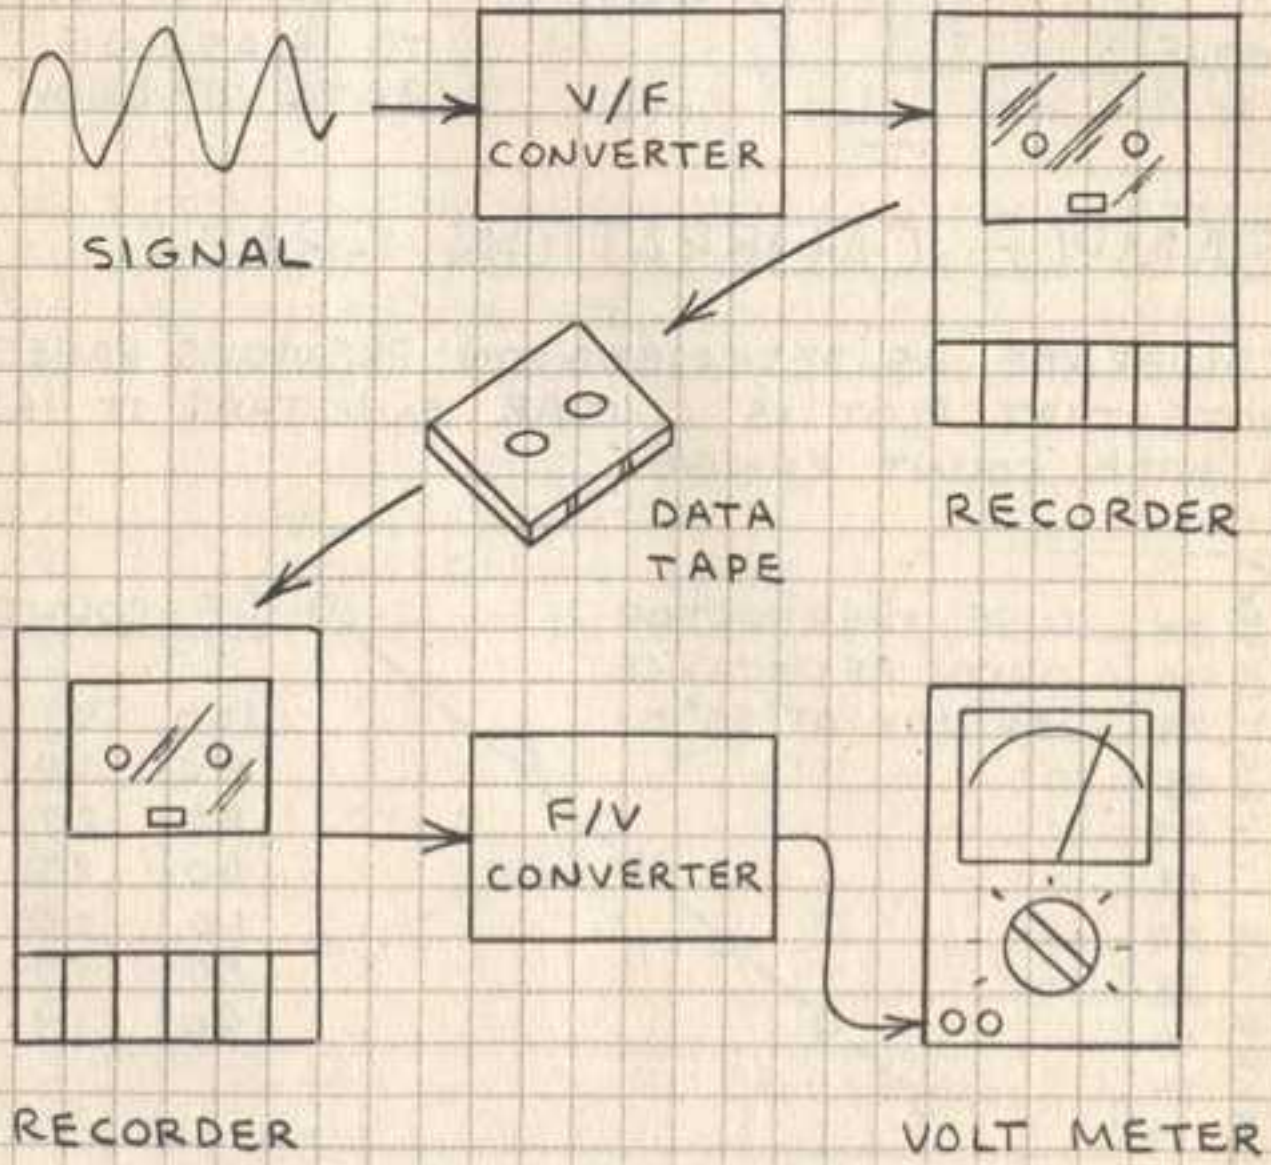 V/F
CONVERTER
SIGNAL
RECORDER
DATA
TAPE
F/V
CONVERTER
RECORDER
VOLT METER